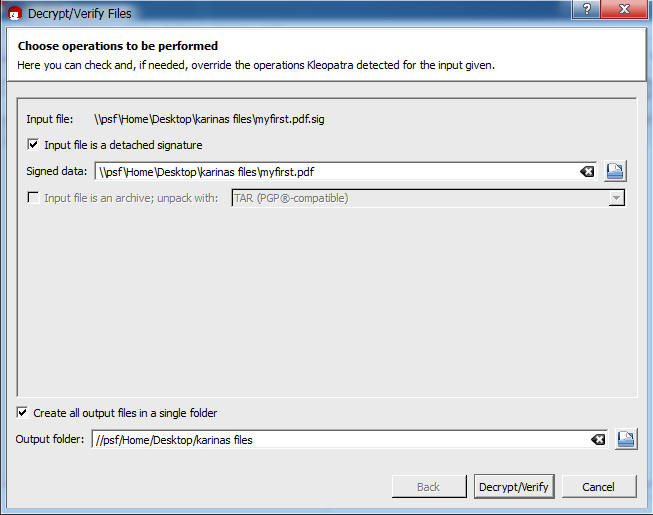 Decrypt/Verify Files
Choose operations to be performed
Here you can check and, if needed, override the operations Kleopatra detected for the input given.
Input file: \\psf\Home\Desktop\karinas files\myfirst.pdf.sig
Input file is a detached signature
Signed data: \\psf\Home\Desktop\karinas files\myfirst.pdf
Input file is an archive; unpack with: TAR (PGP®-compatible)
Create all output files in a single folder
Output folder: //psf/Home/Desktop/karinas files
Back Decrypt/Verify Cancel